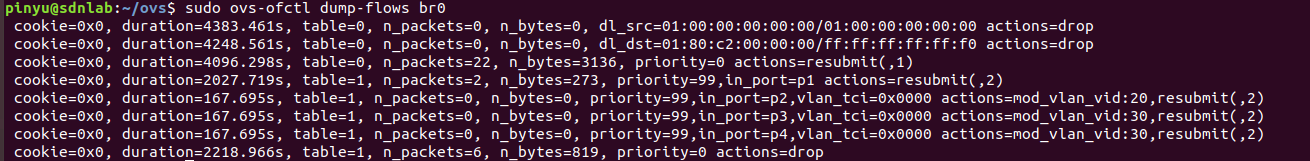 pinyu@sdnlab:~/ovs$ sudo ovs-ofctl dump-flows br0
cookie=0x0, duration=4383.461s, table=0, n_packets=0, n_bytes=0, dl_src=01:00:00:00:00:00/01:00:00:00:00:00 actions=drop
cookie=0x0, duration=4248.561s, table=0, n_packets=0, n_bytes=0, dl_dst=01:80:c2:00:00:00/ff:ff:ff:ff:ff:f0 actions=drop
cookie=0x0, duration=4096.298s, table=0, n_packets=22, n_bytes=3136, priority=0 actions=resubmit(,1)
cookie=0x0, duration=2027.719s, table=1, n_packets=2, n_bytes=273, priority=99,in_port=p1 actions=resubmit(,2)
cookie=0x0, duration=167.695s, table=1, n_packets=0, n_bytes=0, priority=99,in_port=p2,vlan_tci=0x0000 actions=mod_vlan_vid:20,resubmit(,2)
cookie=0x0, duration=167.695s, table=1, n_packets=0, n_bytes=0, priority=99,in_port=p3,vlan_tci=0x0000 actions=mod_vlan_vid:30,resubmit(,2)
cookie=0x0, duration=167.695s, table=1, n_packets=0, n_bytes=0, priority=99,in_port=p4,vlan_tci=0x0000 actions=mod_vlan_vid:30,resubmit(,2)
cookie=0x0, duration=2218.966s, table=1, n_packets=6, n_bytes=819, priority=0 actions=drop